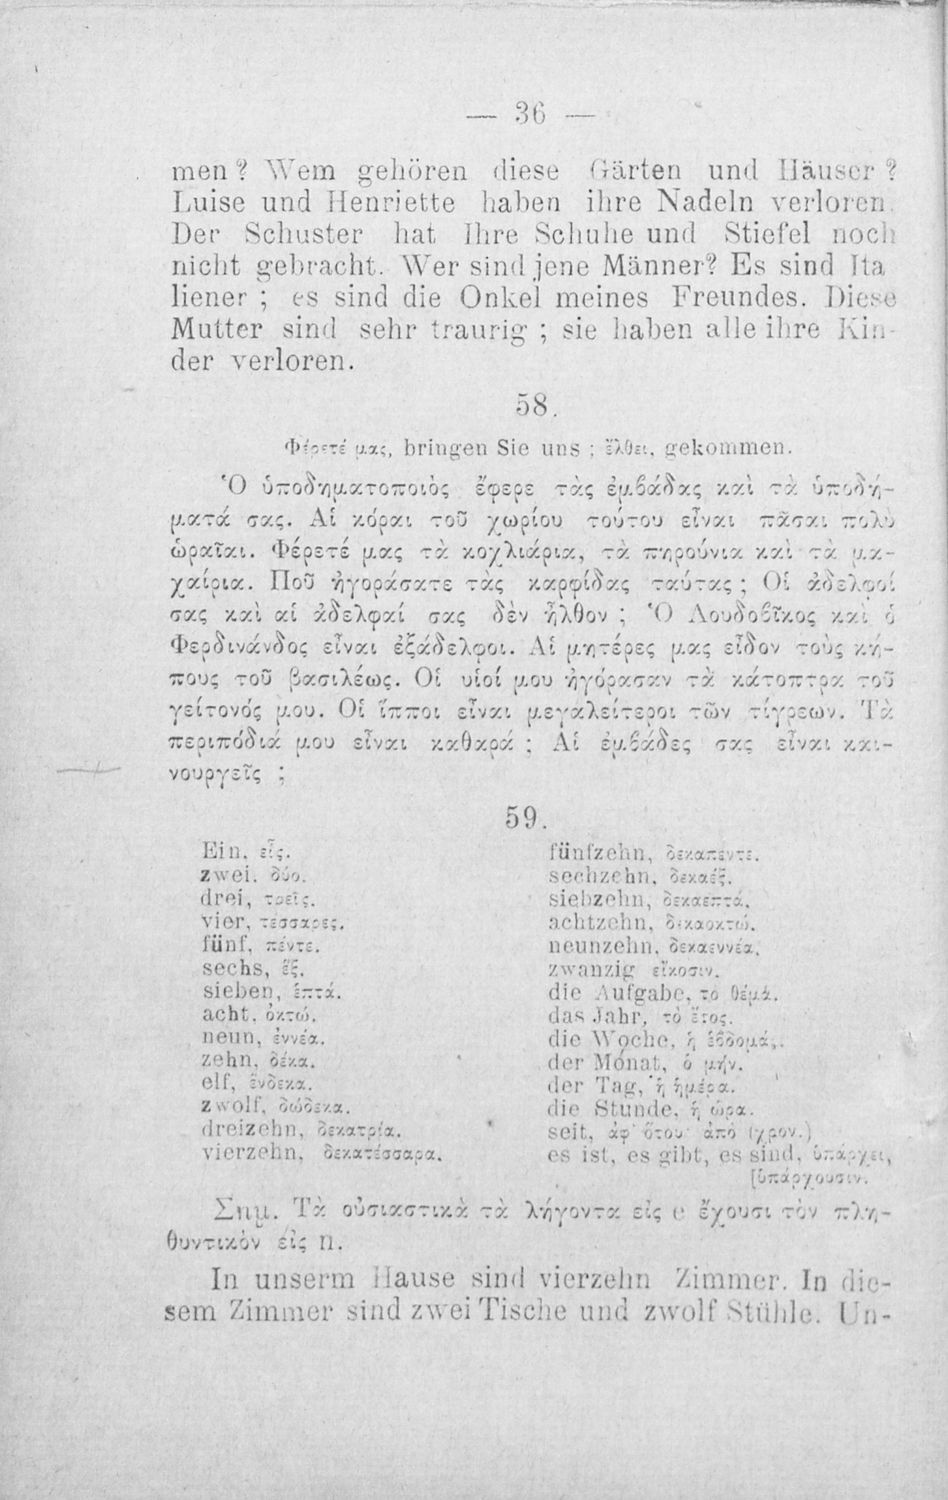 — 36 —
men ? Wem gehören diese Gärten und Häuser ?
Luise und Henriette haben ihre Nadeln verloren.
Der Schuster hat Ihre Schuhe und Stiefel noch
nicht gebracht. Wer sind jene Männer? Es sind Ita
liener ; es sind die Onkel meines Freundes. Diese
Mutter sind sehr traurig ; sie haben alle ihre Kin-
der verloren.
58.
Φέρετέ μας, bringen Sie uns ; ἔλθει, gekommen.
Ὁ ὑποδηματοποιὸς ἔφερε τὰς ἐμβάδας καὶ τὰ ὑποδή-
ματά σας. Αἱ κόραι τοῦ χωρίου τούτου εἶναι πᾶσαι πολὺ
ὡραῖαι. Φέρετέ μας τὰ κοχλιάρια, τὰ πηρούνια καὶ τὰ μα-
χαίρια. Ποῦ ἠγοράσατε τὰς καρφίδας ταύτας ; Οἱ ἀδελφοί
σας καὶ αἱ ἀδελφαί σας δὲν ἦλθον ; Ὁ Λουδοβῖκος καὶ ὁ
Φερδινάνδος εἶναι ἐξάδελφοι. Αἱ μητέρες μας εἶδον τοὺς κή-
πους τοῦ βασιλέως. Οἱ υἱοί μου ἠγόρασαν τὰ κάτοπτρα τοῦ
γείτονός μου. Οἱ ἵπποι εἶναι μεγαλείτεροι τῶν τίγρεων. Τὰ
περιπόδιά μου εἶναι καθαρά ; Αἱ ἐμβάδες σας εἶναι και-
νουργεῖς ;
59.
Ein, εἷς.
zwei, δύο.
drei, τρεῖς.
vier, τέσσαρες.
fünf, πέντε.
sechs, ἕξ.
sieben, ἑπτά.
acht, ὀκτώ.
neun, ἐννέα.
zehn, δέκα.
elf, ἕνδεκα.
zwolf, δώδεκα.
dreizehn, δεκατρία.
vierzehn, δεκατέσσαρα.
fünfzehn, δεκαπέντε.
sechzehn, δεκαέξ.
siebzehn, δεκαεπτά.
achtzehn, δεκαοκτώ.
neunzehn, δεκαεννέα.
zwanzig εἴκοσιν.
die Aufgabe, τὸ θέμα.
das Jahr, τὸ ἔτος.
die Woche, ἡ ἑβδομάς.
der Monat, ὁ μήν.
der Tag, ἡ ἡμέρα.
die Stunde, ἡ ὥρα.
seit, ἀφ' ὅτου· ἀπό (χρον.)
es ist, es gibt, es sind, ὑπάρχει,
[ὑπάρχουσιν.
Σημ. Τὰ οὐσιαστικὰ τὰ λήγοντα εἰς e ἔχουσι τὸν πλη-
θυντικὸν εἰς n.
In unserm Hause sind vierzehn Zimmer. In die-
sem Zimmer sind zwei Tische und zwolf Stühle. Un-